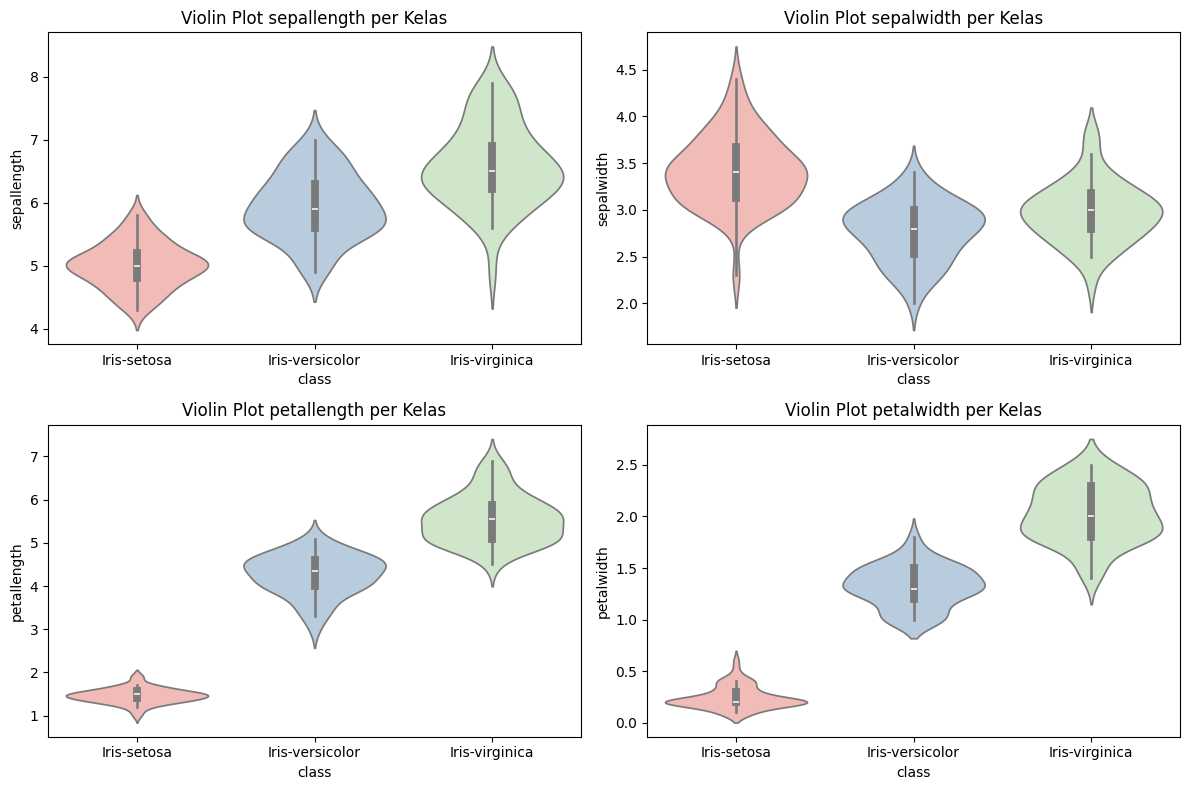 Violin Plot sepallength per Kelas
sepallength
8
7
6
5
4
Iris-setosa Iris-versicolor Iris-virginica
class
Violin Plot sepalwidth per Kelas
sepalwidth
4.5
4.0
3.5
3.0
2.5
2.0
Iris-setosa Iris-versicolor Iris-virginica
class
Violin Plot petallength per Kelas
petallength
7
6
5
4
3
2
1
Iris-setosa Iris-versicolor Iris-virginica
class
Violin Plot petalwidth per Kelas
petalwidth
2.5
2.0
1.5
1.0
0.5
0.0
Iris-setosa Iris-versicolor Iris-virginica
class